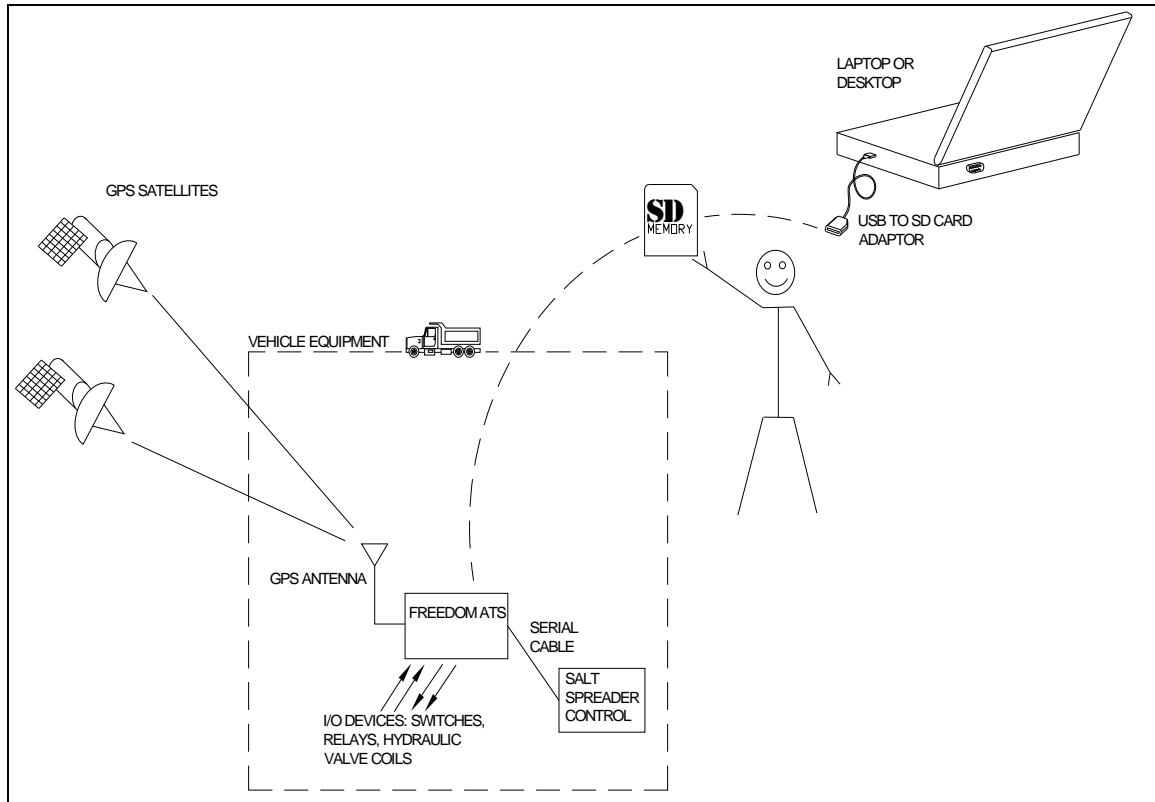 LAPTOP OR
DESKTOP
GPS SATELLITES
SD
MEMORY
USB TO SD CARD
ADAPTOR
VEHICLE EQUIPMENT
GPS ANTENNA
FREEDOM ATS
SERIAL
CABLE
SALT
SPREADER
CONTROL
I/O DEVICES: SWITCHES,
RELAYS, HYDRAULIC
VALVE COILS